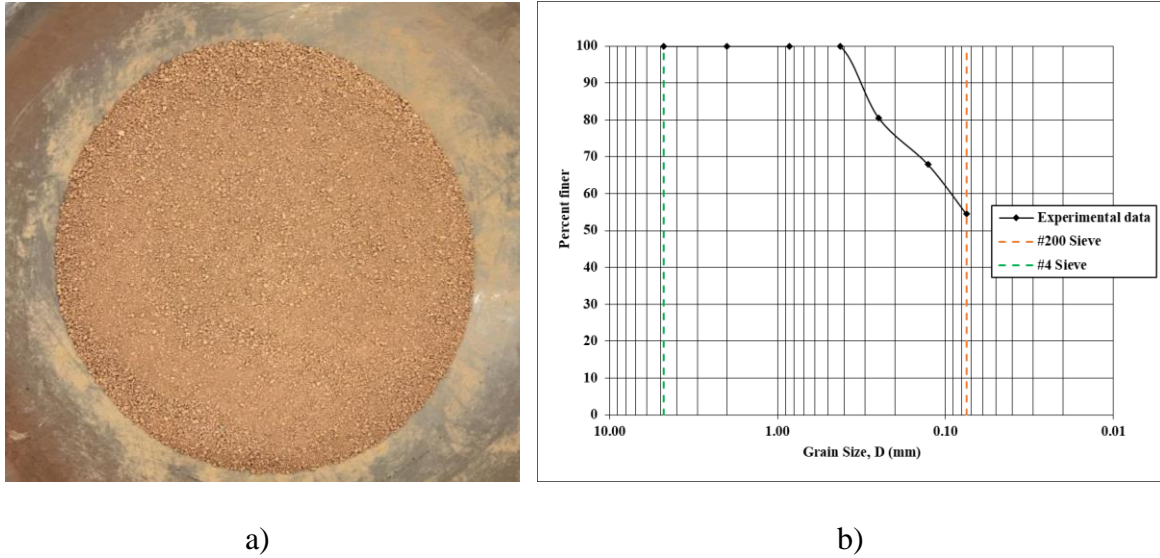 100
90
80
70
60
50
40
30
20
10
0
Percent finer
10.00 1.00 0.10 0.01
Grain Size, D (mm)
Experimental data
#200 Sieve
#4 Sieve
a) b)